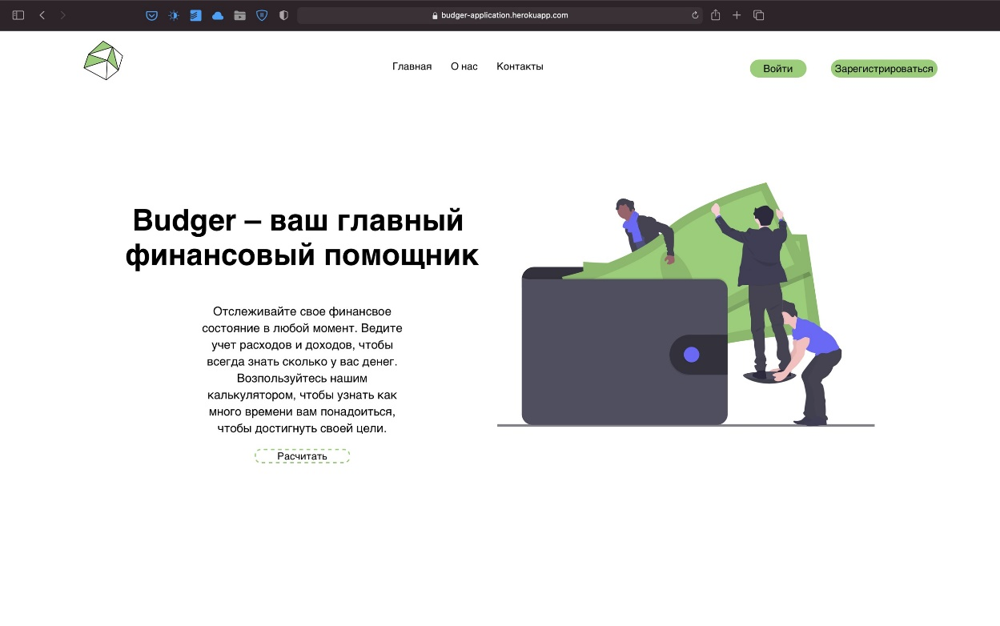 budger-application.herokuapp.com
Главная О нас Контакты
Войти Зарегистрироваться
Budger – ваш главный
финансовый помощник
Отслеживайте свое финансвое
состояние в любой момент. Ведите
учет расходов и доходов, чтобы
всегда знать сколько у вас денег.
Возпользуйтесь нашим
калькулятором, чтобы узнать как
много времени вам понадоиться,
чтобы достигнуть своей цели.
Расчитать